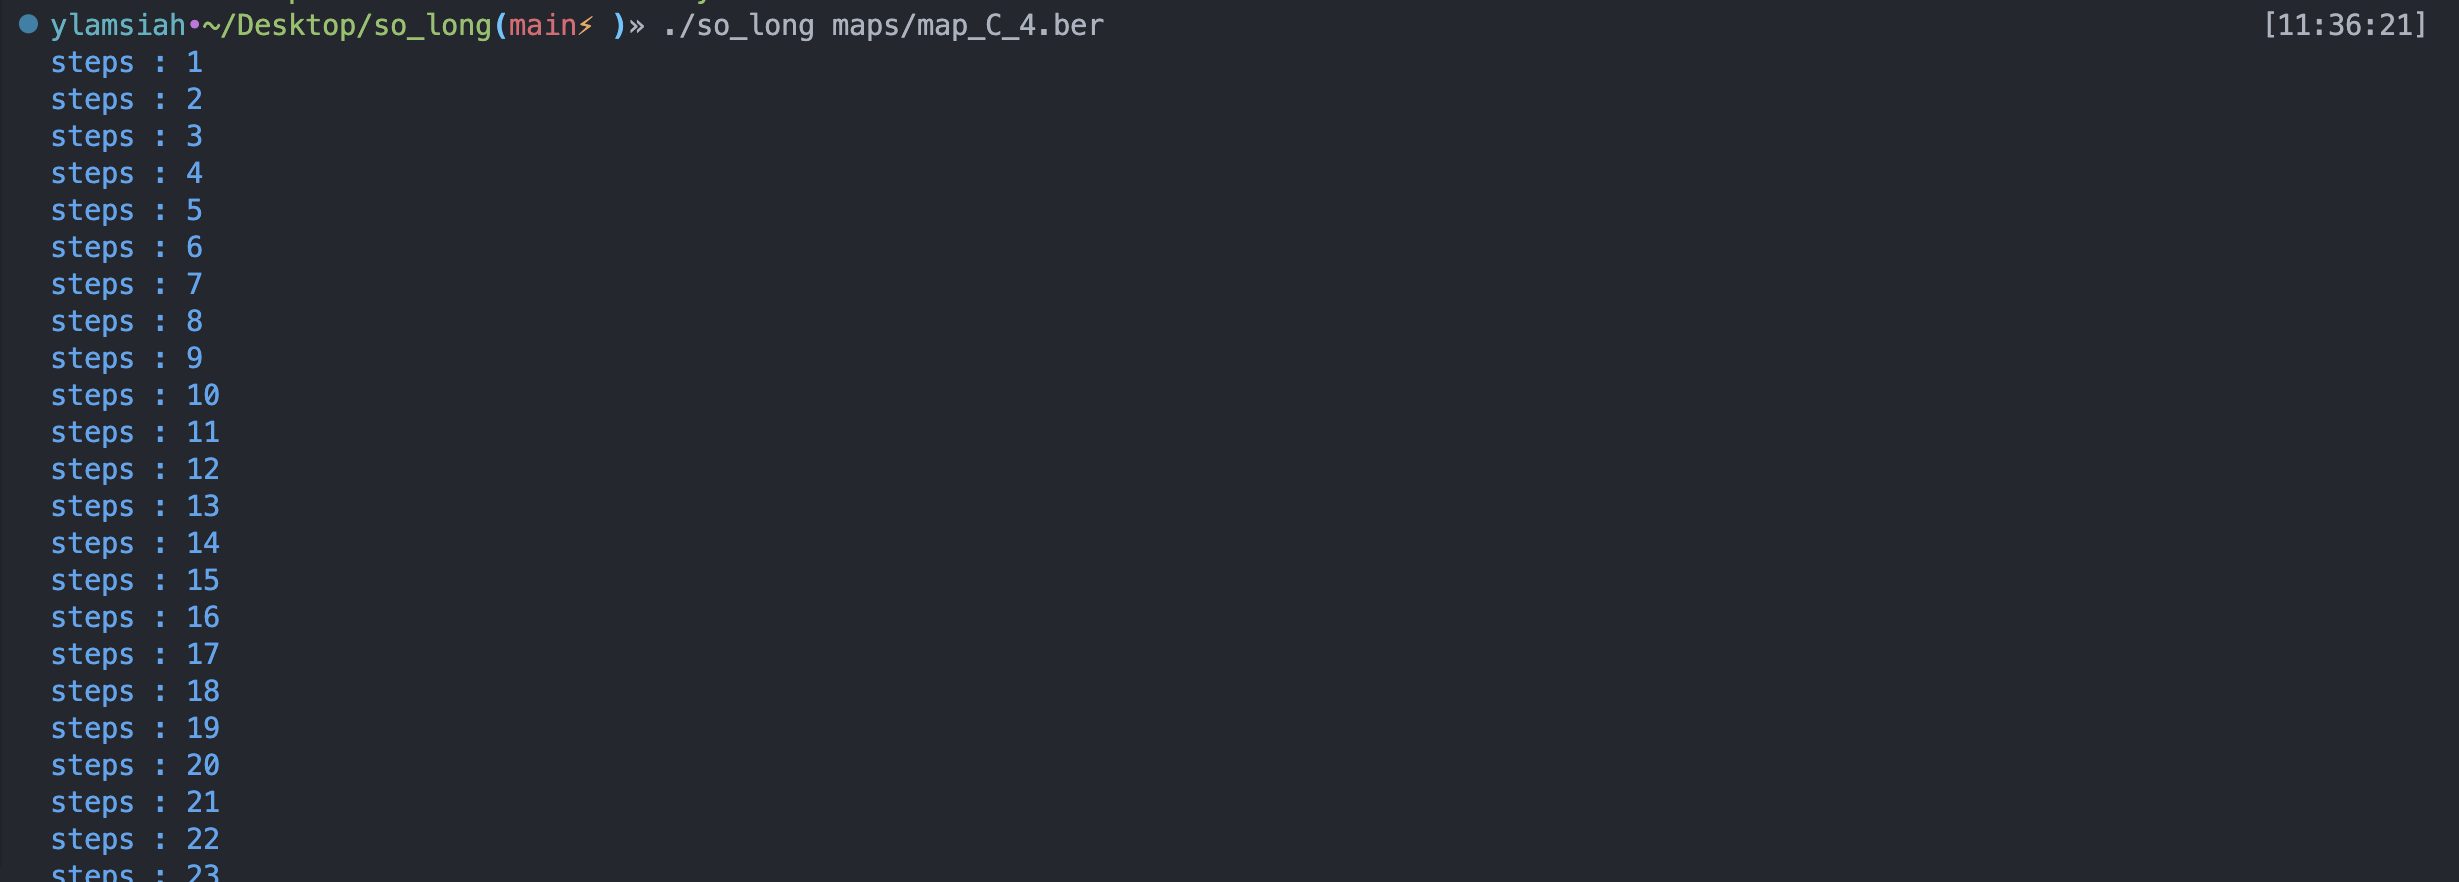 ylamsiah•~/Desktop/so_long(main⚡ )» ./so_long maps/map_C_4.ber [11:36:21]
steps : 1
steps : 2
steps : 3
steps : 4
steps : 5
steps : 6
steps : 7
steps : 8
steps : 9
steps : 10
steps : 11
steps : 12
steps : 13
steps : 14
steps : 15
steps : 16
steps : 17
steps : 18
steps : 19
steps : 20
steps : 21
steps : 22
steps : 23